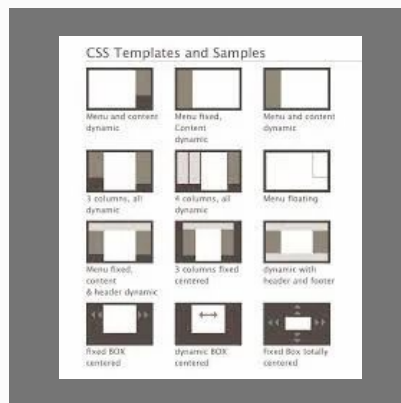 CSS Templates and Samples
Menu and content
dynamic
Menu fixed,
Content
dynamic
Menu and content
dynamic
3 columns, all
dynamic
4 columns, all
dynamic
Menu floating
Menu fixed,
content
& header dynamic
3 columns fixed
centered
dynamic with
header and footer
fixed BOX
centered
dynamic BOX
centered
fixed Box totally
centered